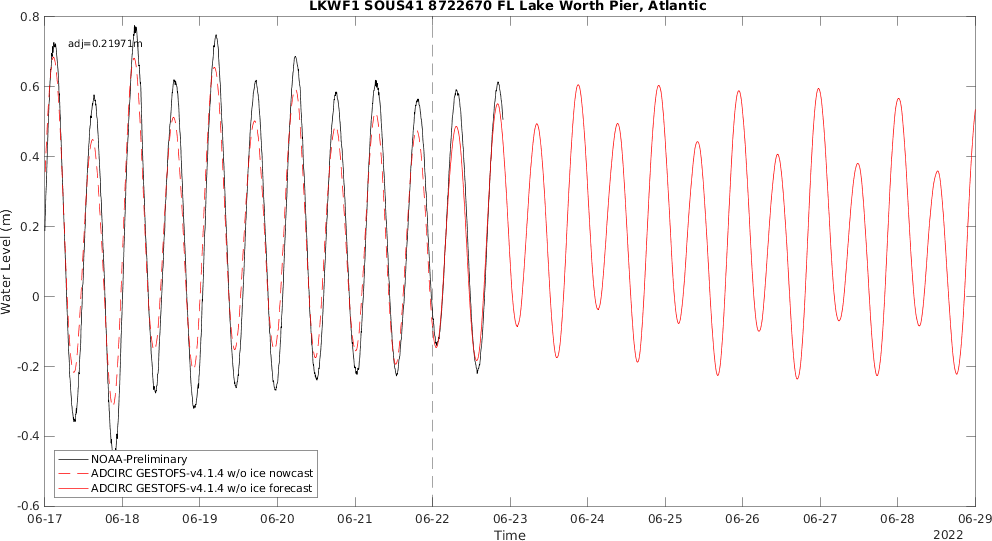 LKWF1 SOUS41 8722670 FL Lake Worth Pier, Atlantic
adj=0.21971m
Water Level (m)
0.8
0.6
0.4
0.2
0
-0.2
-0.4
-0.6
NOAA-Preliminary
ADCIRC GESTOFS-v4.1.4 w/o ice nowcast
ADCIRC GESTOFS-v4.1.4 w/o ice forecast
06-17 06-18 06-19 06-20 06-21 06-22 06-23 06-24 06-25 06-26 06-27 06-28 06-29
Time
2022